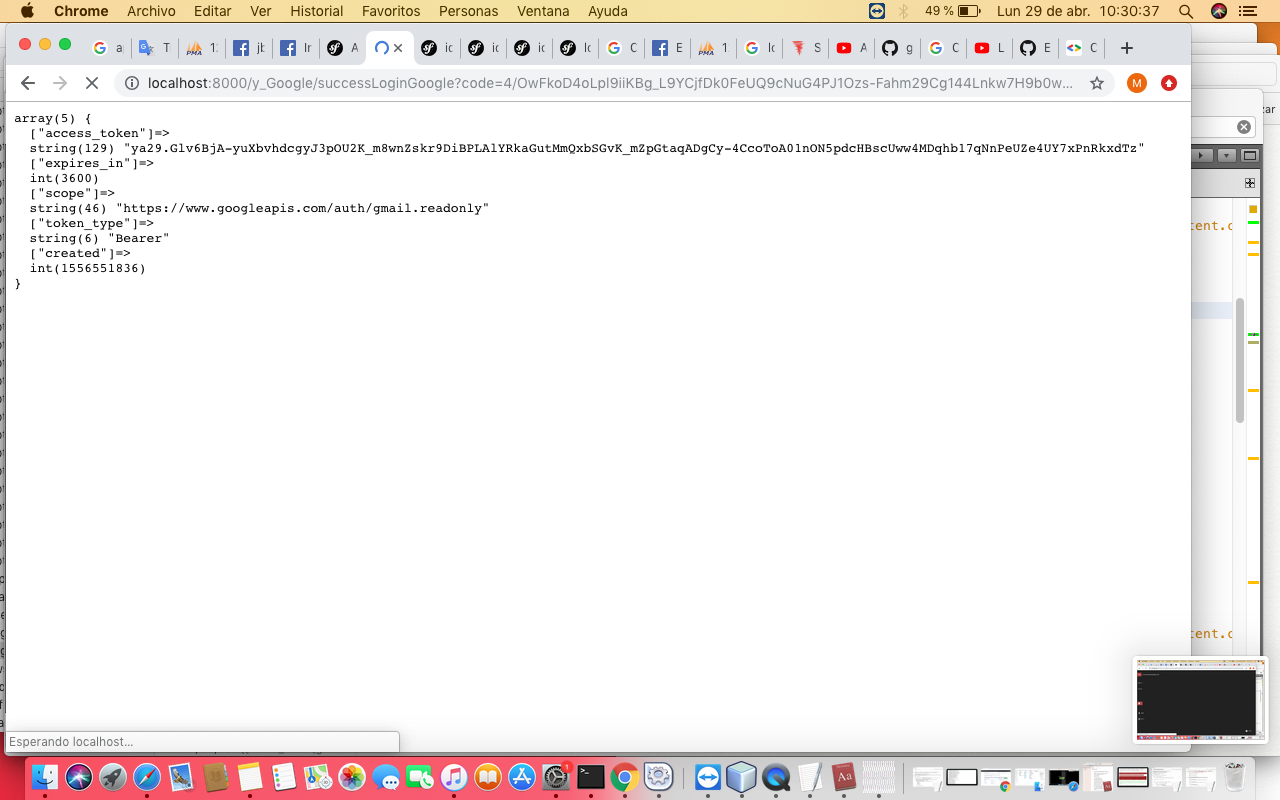 Chrome Archivo Editar Ver Historial Favoritos Personas Ventana Ayuda 49 % Lun 29 de abr. 10:30:37
localhost:8000/y_Google/successLoginGoogle?code=4/OwFkoD4oLpl9iiKBg_L9YCjfDk0FeUQ9cNuG4PJ1Ozs-Fahm29Cg144Lnkw7H9b0w... M
array(5) {
["access_token"]=>
string(129) "ya29.Glv6BjA-yuXbvhdcgyJ3pOU2K_m8wnZskr9DiBPLAlYRkaGutMmQxbSGvK_mZpGtaqADgCy-4CcoToA01nON5pdcHBscUww4MDqhbl7qNnPeUZe4UY7xPnRkxdTz"
["expires_in"]=>
int(3600)
["scope"]=>
string(46) "https://www.googleapis.com/auth/gmail.readonly"
["token_type"]=>
string(6) "Bearer"
["created"]=>
int(1556551836)
}
Esperando localhost...